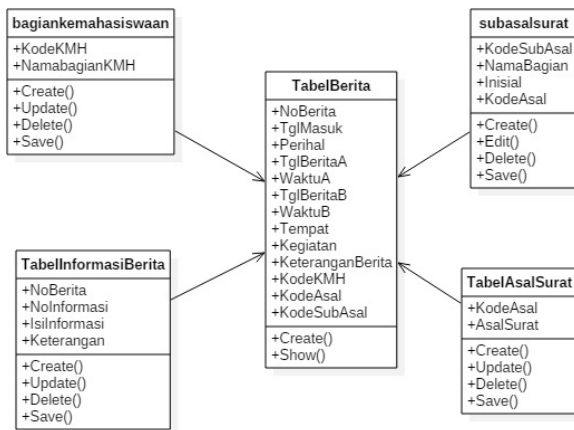 bagiankemahasiswaan
+KodeKMH
+NamabagianKMH
+Create()
+Update()
+Delete()
+Save()
subasalsurat
+KodeSubAsal
+NamaBagian
+Inisial
+KodeAsal
+Create()
+Edit()
+Delete()
+Save()
TabelBerita
+NoBerita
+TglMasuk
+Perihal
+TglBeritaA
+WaktuA
+TglBeritaB
+WaktuB
+Tempat
+Kegiatan
+KeteranganBerita
+KodeKMH
+KodeAsal
+KodeSubAsal
+Create()
+Show()
TabelInformasiBerita
+NoBerita
+NoInformasi
+IsiInformasi
+Keterangan
+Create()
+Update()
+Delete()
+Save()
TabelAsalSurat
+KodeAsal
+AsalSurat
+Create()
+Update()
+Delete()
+Save()